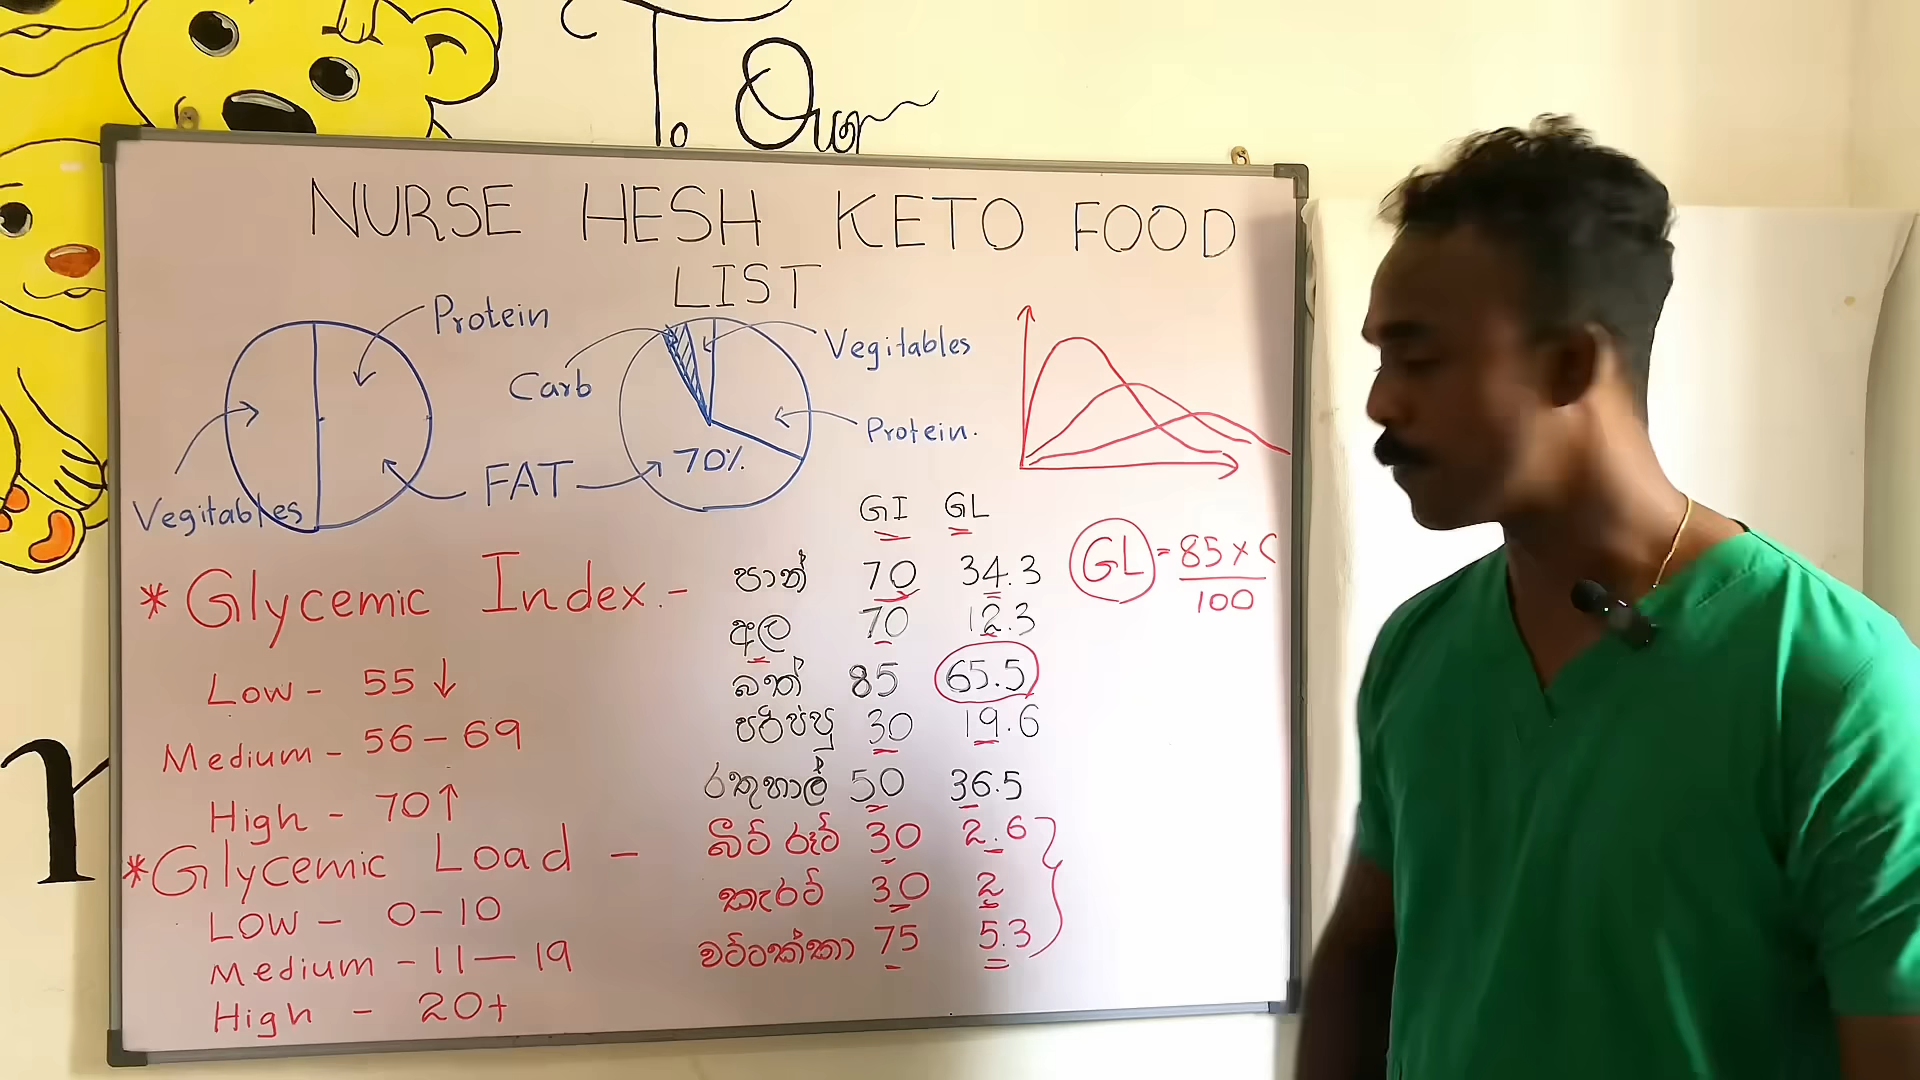 To Our
NURSE HESH KETO FOOD
LIST
Protein
Vegitables
Carb
Vegitables
Protein.
70%
FAT
GI GL
පාන් 70 34.3
අල 70 12.3
බත් 85 65.5
පරිප්පු 30 19.6
රතුහාල් 50 36.5
බීට් රූට් 30 2.6
කැරට් 30 2
වට්ටක්කා 75 5.3
GL = 85 x C
100
* Glycemic Index. -
Low - 55 ↓
Medium - 56 - 69
High - 70 ↑
* Glycemic Load -
LOW - 0-10
Medium - 11 - 19
High - 20+